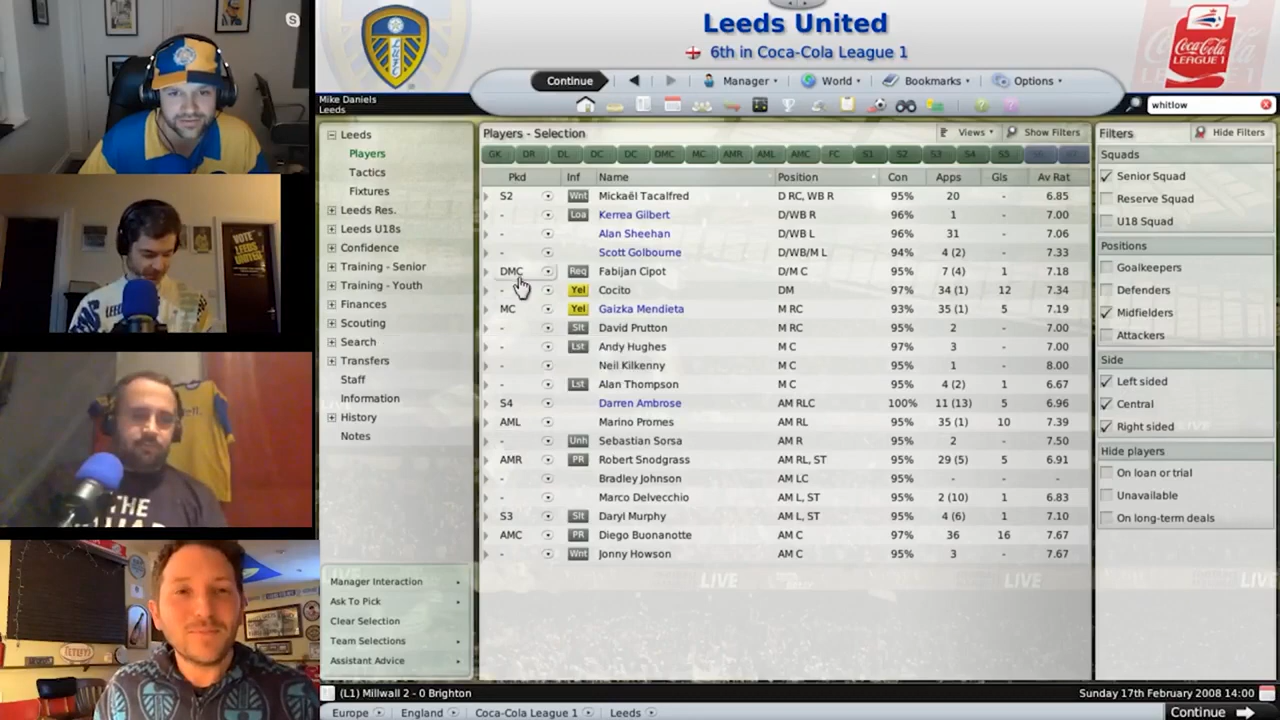 Leeds United
6th in Coca-Cola League 1
Coca-Cola
LEAGUE 1
Continue
Manager
World
Bookmarks
Options
Mike Daniels
Leeds
whitlow
Leeds
Players
Tactics
Fixtures
Leeds Res.
Leeds U18s
Confidence
Training - Senior
Training - Youth
Finances
Scouting
Search
Transfers
Staff
Information
History
Notes
Manager Interaction
Ask To Pick
Clear Selection
Team Selections
Assistant Advice
Players - Selection
Views
Show Filters
GK DR DL DC DC DMC MC AMR AML AMC FC S1 S2 S3 S4 S5
Pkd Inf Name Position Con Apps Gls Av Rat
S2 Wnt Mickaël Tacalfred D RC, WB R 95% 20 - 6.85
- Loa Kerrea Gilbert D/WB R 96% 1 - 7.00
- Alan Sheehan D/WB L 96% 31 - 7.06
- Scott Golbourne D/WB/M L 94% 4 (2) - 7.33
DMC Req Fabijan Cipot D/M C 95% 7 (4) 1 7.18
- Yel Cocito DM 97% 34 (1) 12 7.34
MC Yel Gaizka Mendieta M RC 93% 35 (1) 5 7.19
- Slt David Prutton M RC 95% 2 - 7.00
- Lst Andy Hughes M C 97% 3 - 7.00
- Neil Kilkenny M C 95% 1 - 8.00
- Lst Alan Thompson M C 95% 4 (2) 1 6.67
S4 Darren Ambrose AM RLC 100% 11 (13) 5 6.96
AML Marino Promes AM RL 95% 35 (1) 10 7.39
- Unh Sebastian Sorsa AM R 95% 2 - 7.50
AMR PR Robert Snodgrass AM RL, ST 95% 29 (5) 5 6.91
- Bradley Johnson AM LC 95% - - -
- Marco Delvecchio AM L, ST 95% 2 (10) 1 6.83
S3 Slt Daryl Murphy AM L, ST 95% 4 (6) 1 7.10
AMC PR Diego Buonanotte AM C 97% 36 16 7.67
- Wnt Jonny Howson AM C 95% 3 - 7.67
Filters
Hide Filters
Squads
Senior Squad
Reserve Squad
U18 Squad
Positions
Goalkeepers
Defenders
Midfielders
Attackers
Side
Left sided
Central
Right sided
Hide players
On loan or trial
Unavailable
On long-term deals
(L1) Millwall 2 - 0 Brighton
Sunday 17th February 2008 14:00
Europe
England
Coca-Cola League 1
Leeds
Continue
VOTE
LEEDS
UNITED
THE
TETLEY
LIVE
LIVE